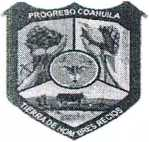 PROGRESO COAHUILA
TIERRA DE HOMBRES RECIOS